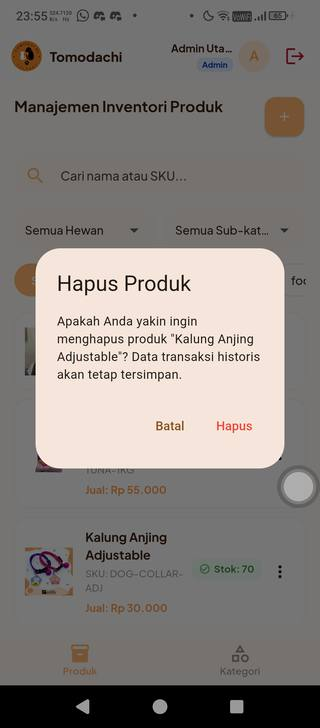 23:55
Tomodachi
Admin Uta...
Admin
A
Manajemen Inventori Produk
+
Cari nama atau SKU...
Semua Hewan
Semua Sub-kat...
Hapus Produk
Apakah Anda yakin ingin
menghapus produk "Kalung Anjing
Adjustable"? Data transaksi historis
akan tetap tersimpan.
Batal
Hapus
TUNA-1KG
Jual: Rp 55.000
Kalung Anjing
Adjustable
SKU: DOG-COLLAR-
ADJ
Stok: 70
Jual: Rp 30.000
Produk
Kategori